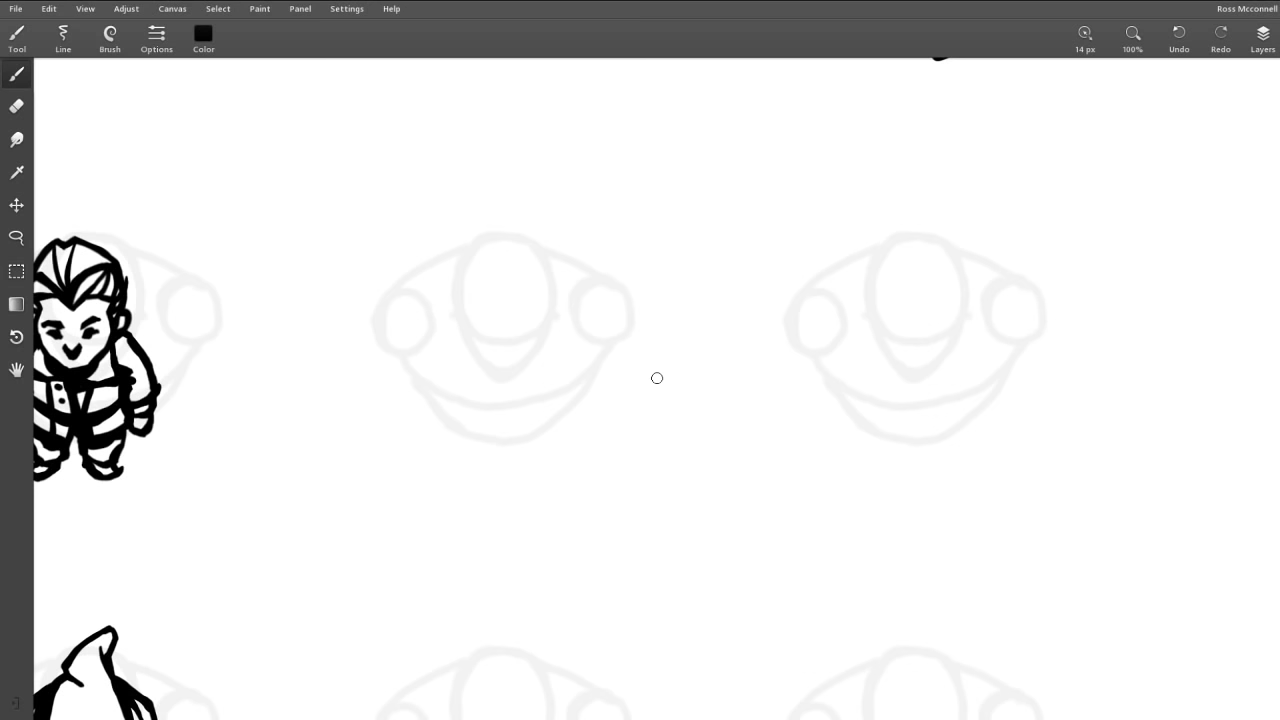 File Edit View Adjust Canvas Select Paint Panel Settings Help Ross Mcconnell
Tool Line Brush Options Color 14 px 100% Undo Redo Layers